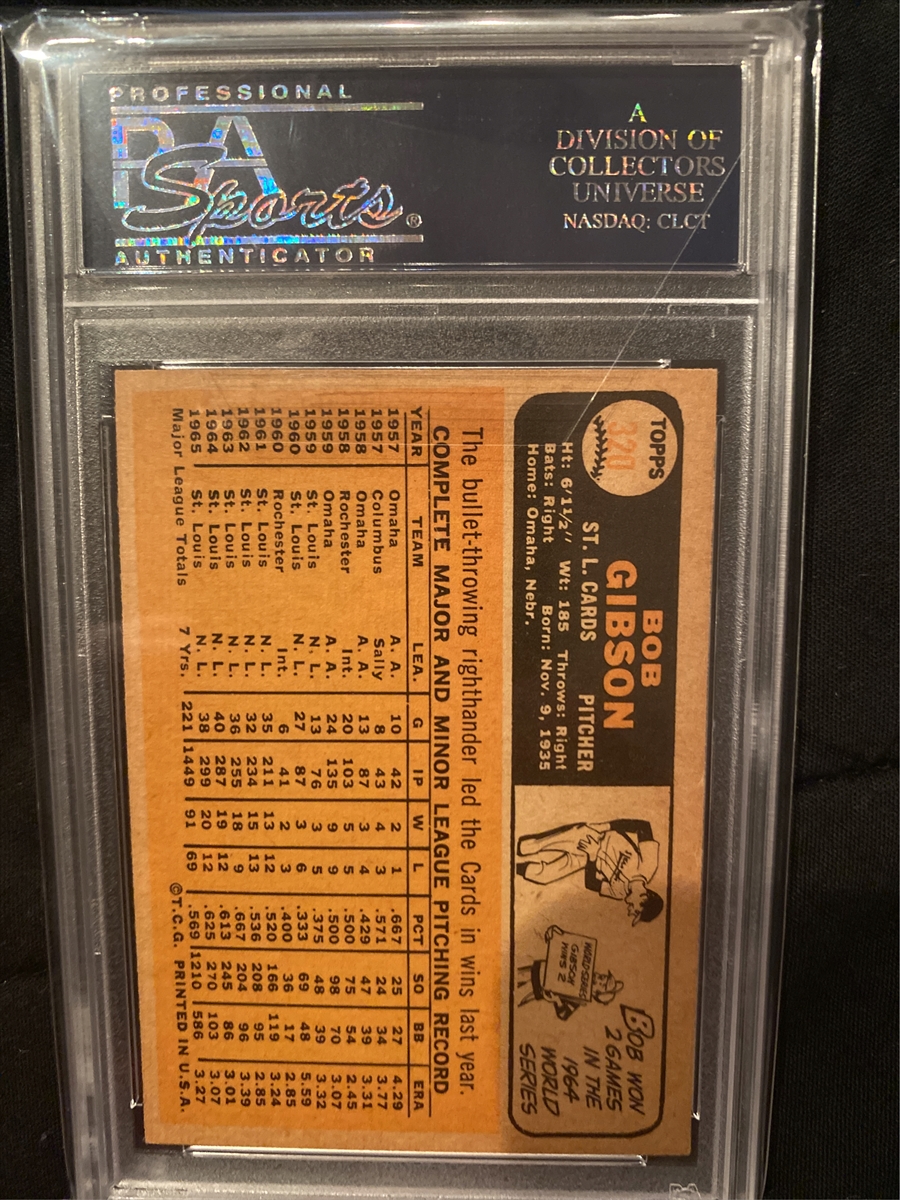 PROFESSIONAL
PSA
Sports®
AUTHENTICATOR
A
DIVISION OF
COLLECTORS
UNIVERSE
NASDAQ: CLCT
TOPPS
320
BOB
GIBSON
ST. L. CARDS PITCHER
Ht: 6'1½" Wt: 185 Throws: Right
Bats: Right Born: Nov. 9, 1935
Home: Omaha, Nebr.
WORLD SERIES
GIBSON
WINS 2
BOB WON
2 GAMES
IN THE
1964
WORLD
SERIES
The bullet-throwing righthander led the Cards in wins last year.
COMPLETE MAJOR AND MINOR LEAGUE PITCHING RECORD
YEAR TEAM LEA. G IP W L PCT SO BB ERA
1957 Omaha A. A. 10 42 2 1 .667 25 27 4.29
1957 Columbus Sally 8 43 4 3 .571 24 34 3.77
1958 Omaha A. A. 13 87 3 4 .429 47 39 3.31
1958 Rochester Int. 20 103 5 5 .500 75 54 2.45
1959 Omaha A. A. 24 135 9 9 .500 98 70 3.07
1959 St. Louis N. L. 13 76 3 5 .375 48 39 3.32
1960 St. Louis N. L. 27 87 3 6 .333 69 48 5.59
1960 Rochester Int. 6 41 2 3 .400 36 17 2.85
1961 St. Louis N. L. 35 211 13 12 .520 166 119 3.24
1962 St. Louis N. L. 32 234 15 13 .536 208 95 2.85
1963 St. Louis N. L. 36 255 18 9 .667 204 96 3.39
1964 St. Louis N. L. 40 287 19 12 .613 245 86 3.01
1965 St. Louis N. L. 38 299 20 12 .625 270 103 3.07
Major League Totals 7 Yrs. 221 1449 91 69 .569 1210 586 3.27
©T.C.G. PRINTED IN U.S.A.